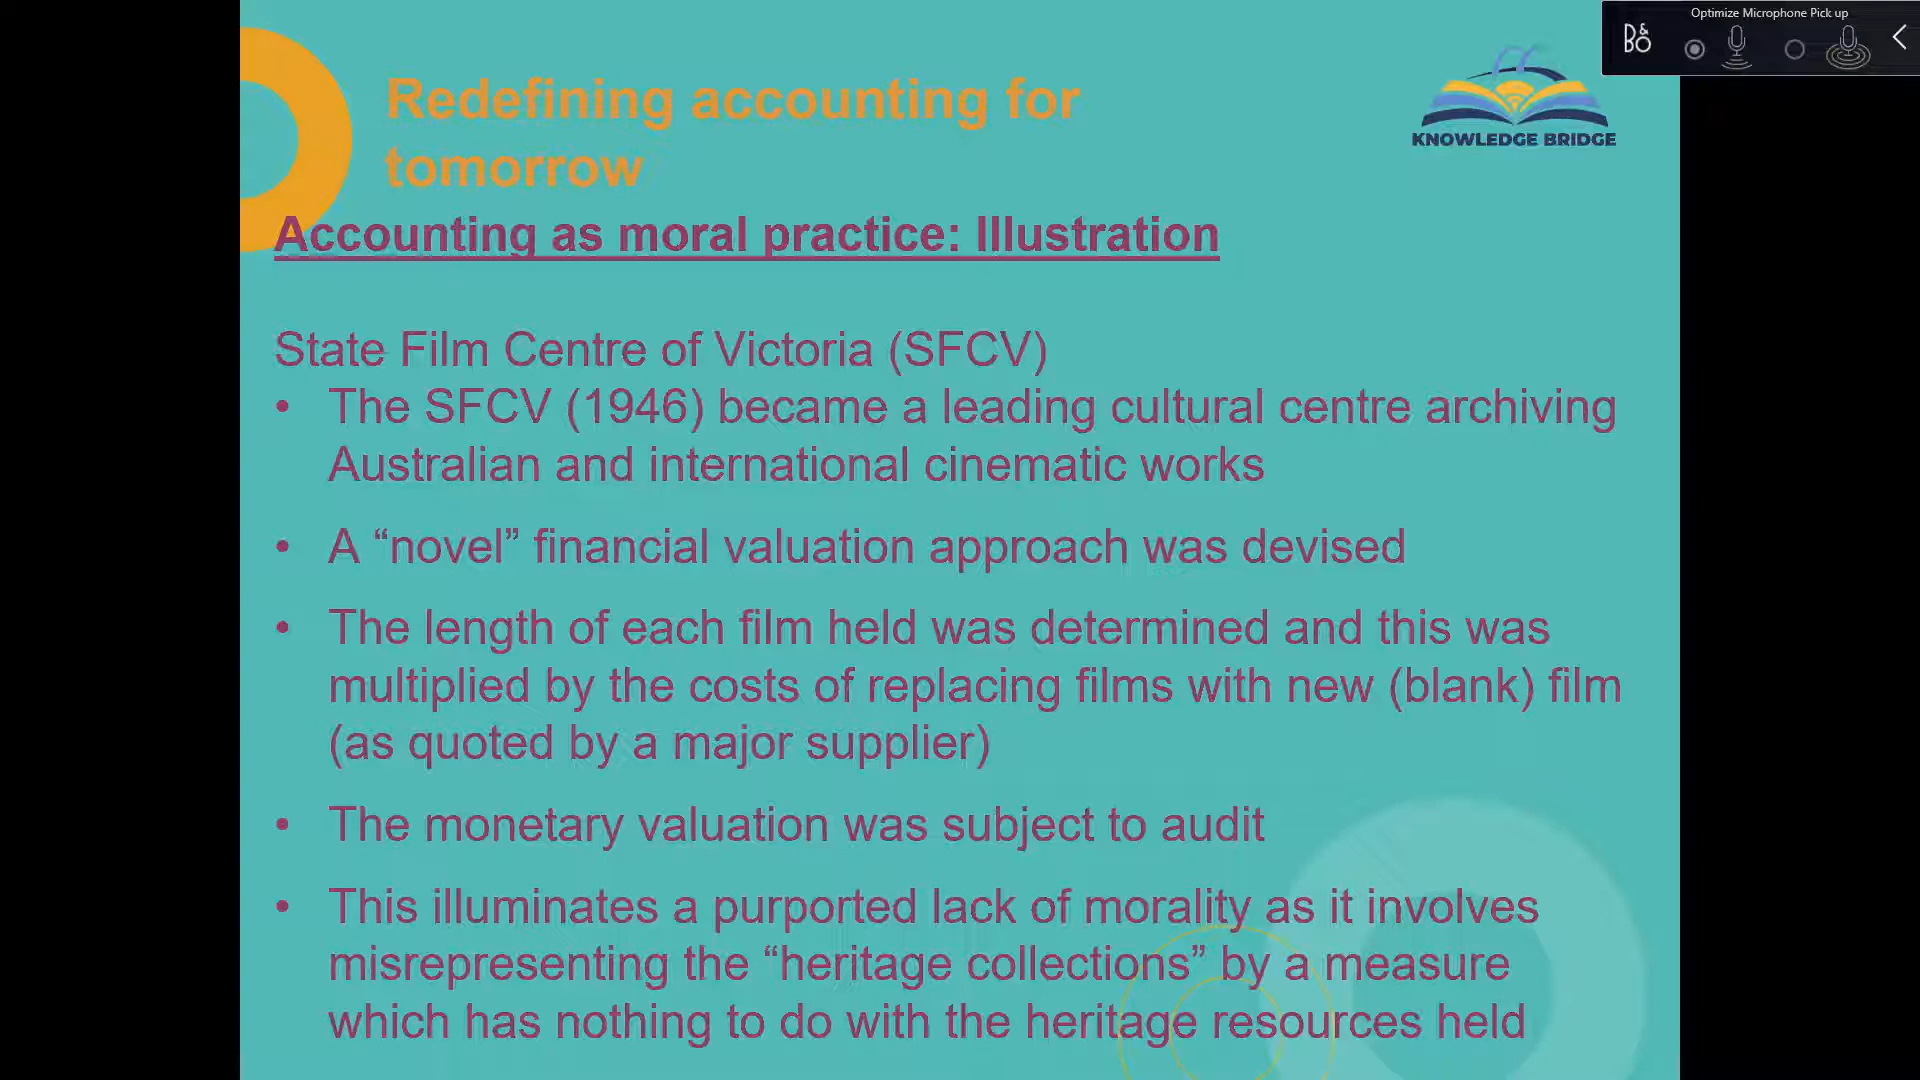 Optimize Microphone Pick up
B&O
KNOWLEDGE BRIDGE
Redefining accounting for
tomorrow
Accounting as moral practice: Illustration
State Film Centre of Victoria (SFCV)
• The SFCV (1946) became a leading cultural centre archiving
Australian and international cinematic works
• A “novel” financial valuation approach was devised
• The length of each film held was determined and this was
multiplied by the costs of replacing films with new (blank) film
(as quoted by a major supplier)
• The monetary valuation was subject to audit
• This illuminates a purported lack of morality as it involves
misrepresenting the “heritage collections” by a measure
which has nothing to do with the heritage resources held